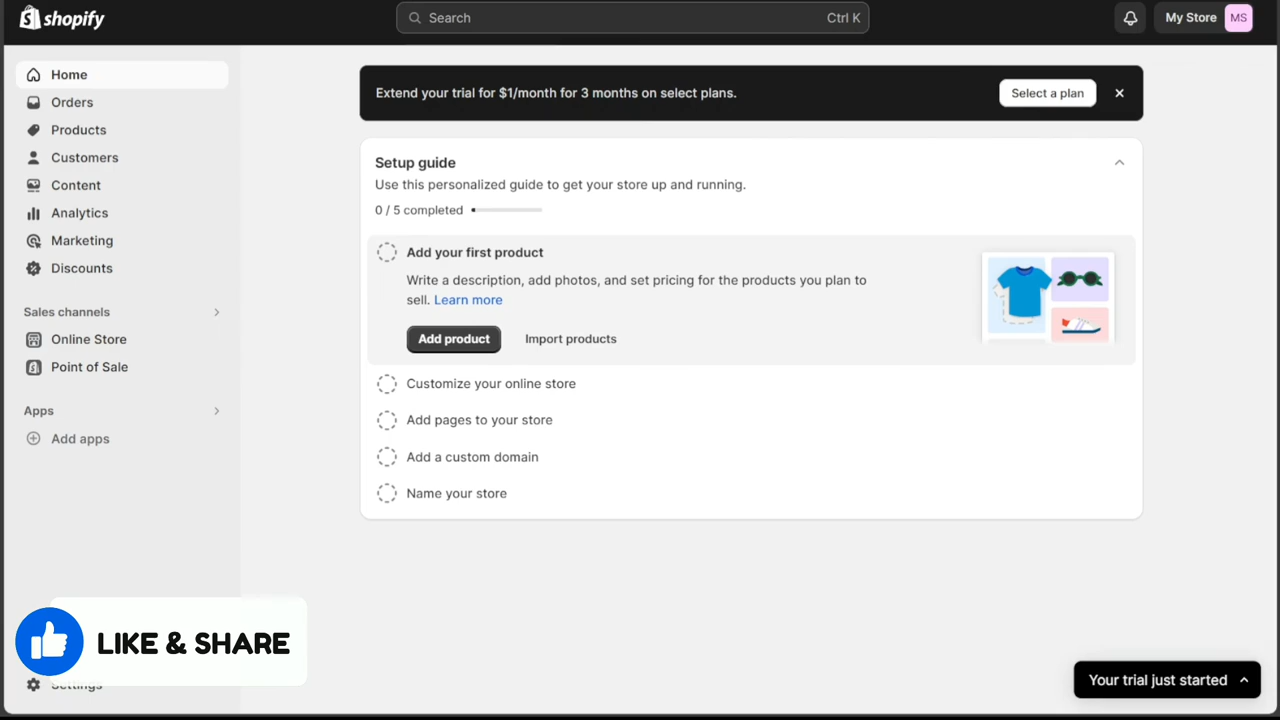 shopify
Search
Ctrl K
My Store
MS
Home
Orders
Products
Customers
Content
Analytics
Marketing
Discounts
Sales channels
Online Store
Point of Sale
Apps
Add apps
Settings
Extend your trial for $1/month for 3 months on select plans.
Select a plan
Setup guide
Use this personalized guide to get your store up and running.
0 / 5 completed
Add your first product
Write a description, add photos, and set pricing for the products you plan to
sell. Learn more
Add product
Import products
Customize your online store
Add pages to your store
Add a custom domain
Name your store
LIKE & SHARE
Your trial just started